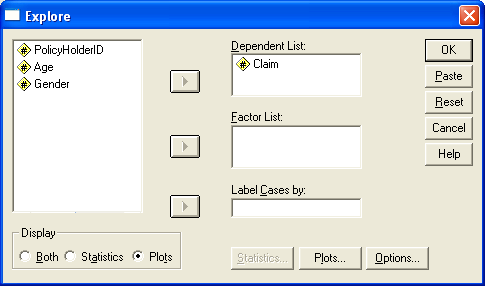 Explore
PolicyHolderID
Age
Gender
Dependent List:
Claim
Factor List:
Label Cases by:
OK
Paste
Reset
Cancel
Help
Display
Both Statistics Plots
Statistics... Plots... Options...